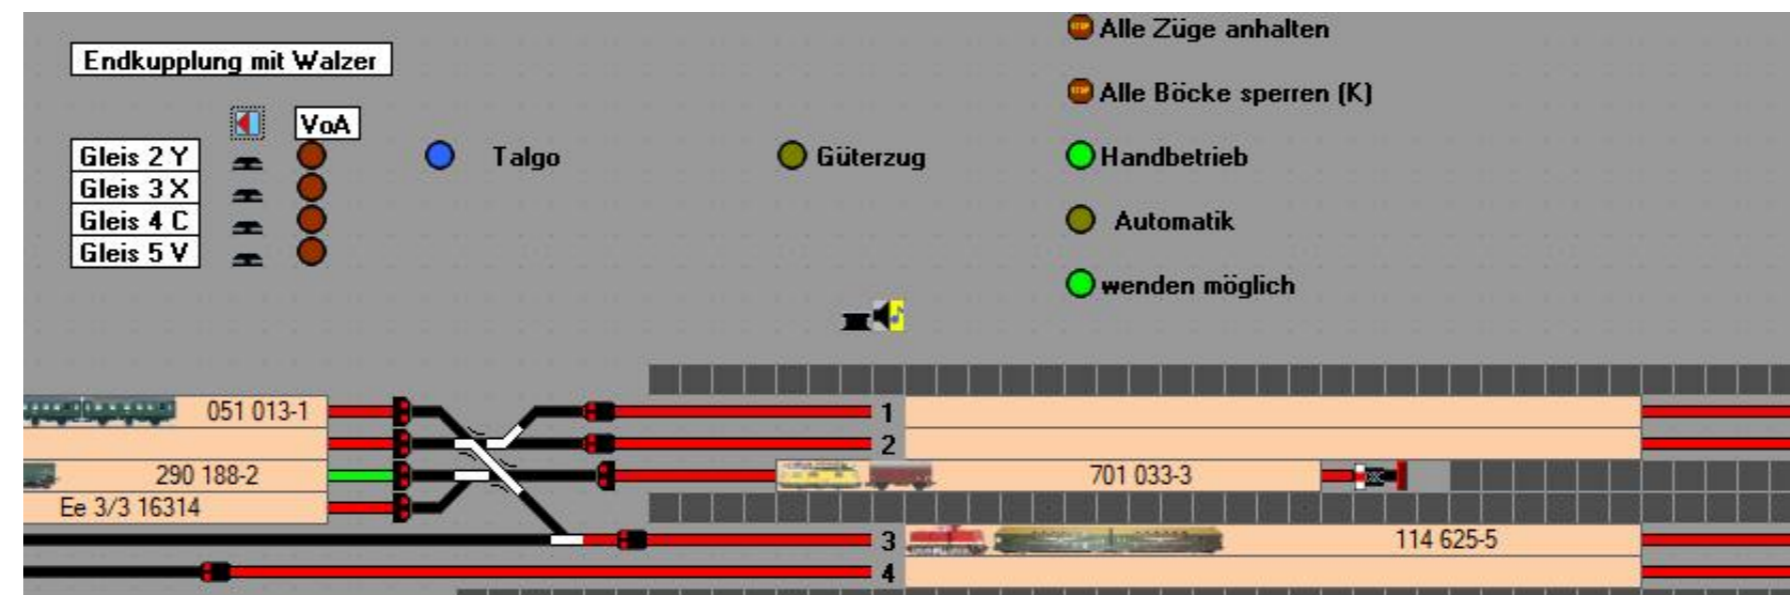 Alle Züge anhalten
Endkupplung mit Walzer
Alle Böcke sperren (K)
VoA
Gleis 2 Y
Talgo
Güterzug
Handbetrieb
Gleis 3 X
Gleis 4 C
Automatik
Gleis 5 V
wenden möglich
051 013-1
1
2
290 188-2
701 033-3
Ee 3/3 16314
3
114 625-5
4